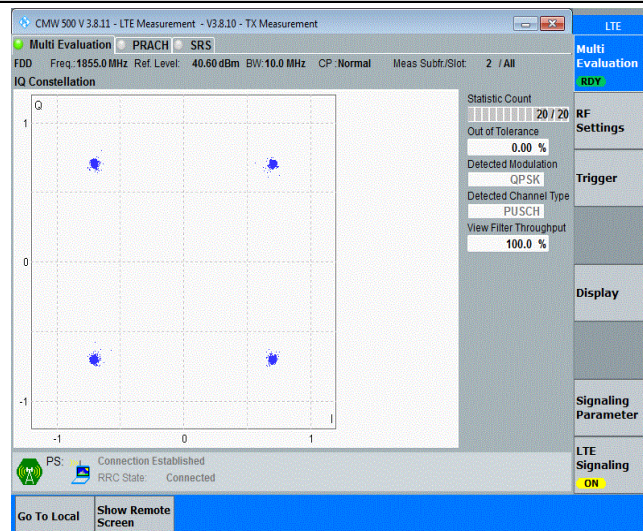 CMW 500 V 3.8.11 - LTE Measurement - V3.8.10 - TX Measurement
LTE
Multi Evaluation PRACH SRS
Multi
Evaluation
RDY
FDD Freq.:1855.0 MHz Ref. Level: 40.60 dBm BW:10.0 MHz CP :Normal Meas Subfr./Slot: 2 / All
IQ Constellation
Q
1
0
-1
-1
0
1
I
Statistic Count
20 / 20
Out of Tolerance
0.00 %
Detected Modulation
QPSK
Detected Channel Type
PUSCH
View Filter Throughput
100.0 %
RF
Settings
Trigger
Display
Signaling
Parameter
LTE
Signaling
ON
PS: Connection Established
RRC State: Connected
Go To Local
Show Remote
Screen